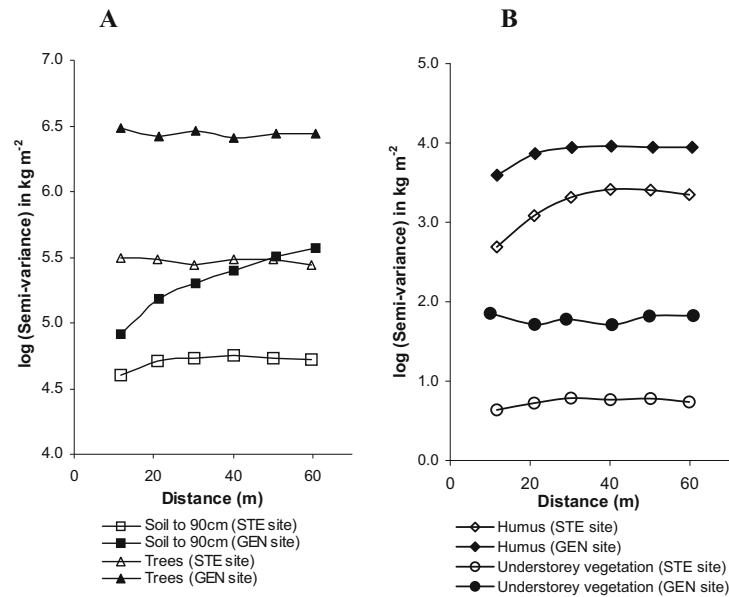 A
log (Semi-variance) in kg m-2
7.0
6.5
6.0
5.5
5.0
4.5
4.0
0
20
40
60
Distance (m)
Soil to 90cm (STE site)
Soil to 90cm (GEN site)
Trees (STE site)
Trees (GEN site)
B
log (Semi-variance) in kg m-2
5.0
4.0
3.0
2.0
1.0
0.0
0
20
40
60
Distance (m)
Humus (STE site)
Humus (GEN site)
Understorey vegetation (STE site)
Understorey vegetation (GEN site)